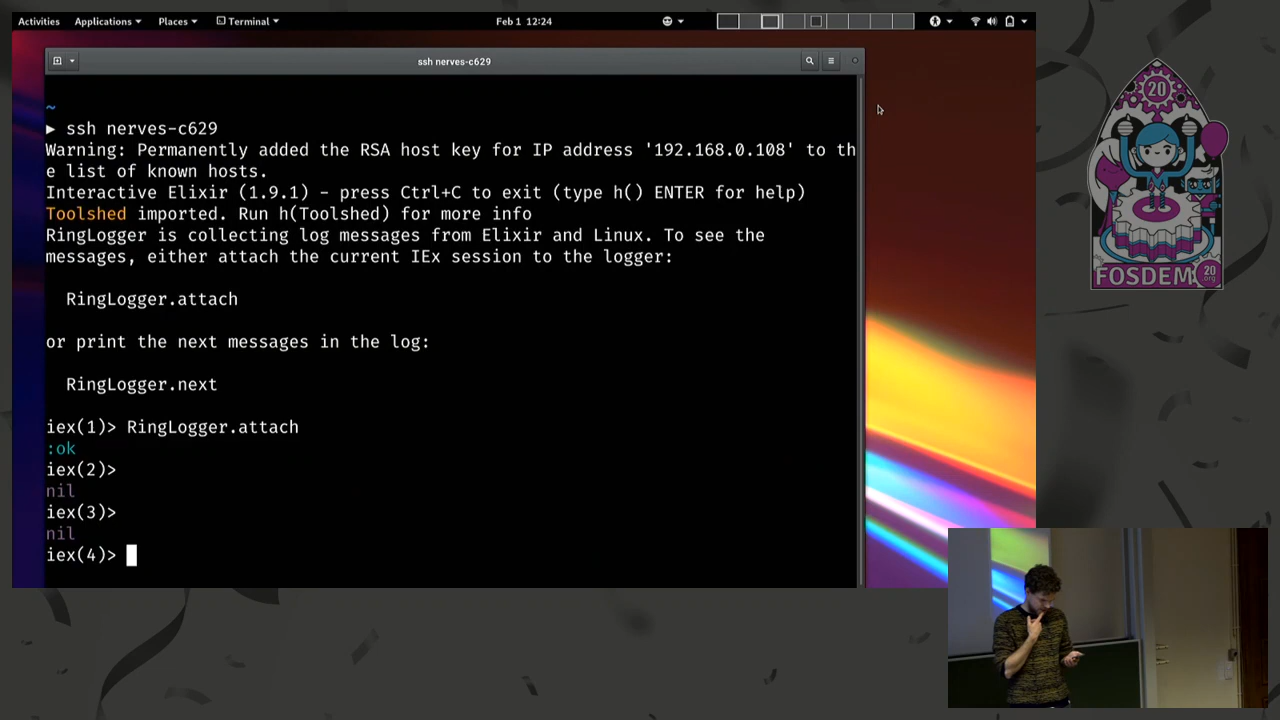 Activities Applications Places Terminal Feb 1 12:24
ssh nerves-c629
~
▶ ssh nerves-c629
Warning: Permanently added the RSA host key for IP address '192.168.0.108' to th
e list of known hosts.
Interactive Elixir (1.9.1) - press Ctrl+C to exit (type h() ENTER for help)
Toolshed imported. Run h(Toolshed) for more info
RingLogger is collecting log messages from Elixir and Linux. To see the
messages, either attach the current IEx session to the logger:
RingLogger.attach
or print the next messages in the log:
RingLogger.next
iex(1)> RingLogger.attach
:ok
iex(2)>
nil
iex(3)>
nil
iex(4)>
20
FOSDEM 20
.org